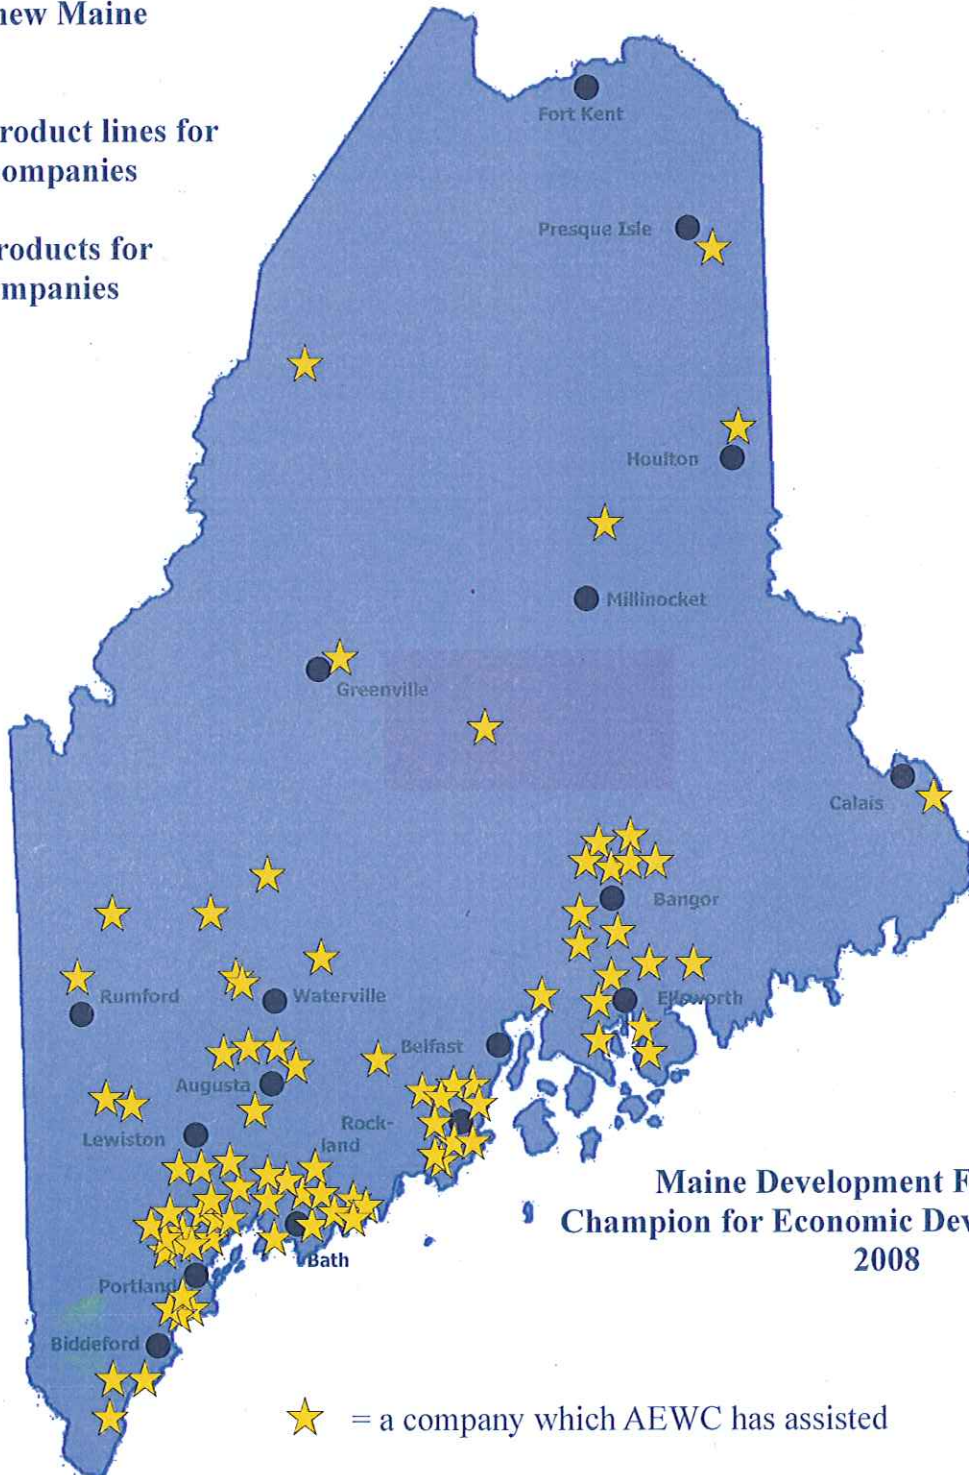 new Maine
roduct lines for
ompanies
roducts for
mpanies
Fort Kent
Presque Isle
Houlton
Millinocket
Greenville
Calais
Bangor
Rumford
Waterville
Ellsworth
Belfast
Augusta
Rock-
land
Lewiston
Bath
Portland
Biddeford
Maine Development F
Champion for Economic Dev
2008
= a company which AEWC has assisted